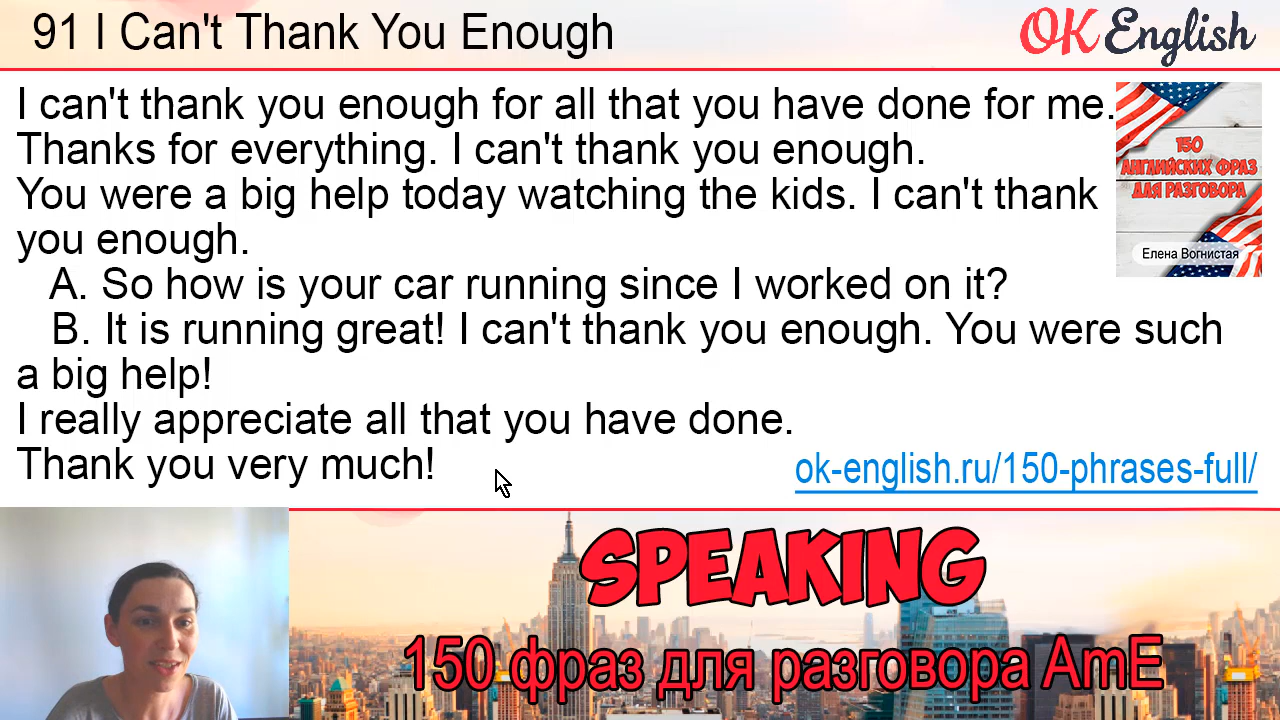 91 I Can't Thank You Enough
OK English
I can't thank you enough for all that you have done for me.
Thanks for everything. I can't thank you enough.
You were a big help today watching the kids. I can't thank
you enough.
A. So how is your car running since I worked on it?
B. It is running great! I can't thank you enough. You were such
a big help!
I really appreciate all that you have done.
Thank you very much!
150
АНГЛИЙСКИХ ФРАЗ
ДЛЯ РАЗГОВОРА
Елена Вогнистая
ok-english.ru/150-phrases-full/
SPEAKING
150 фраз для разговора AmE